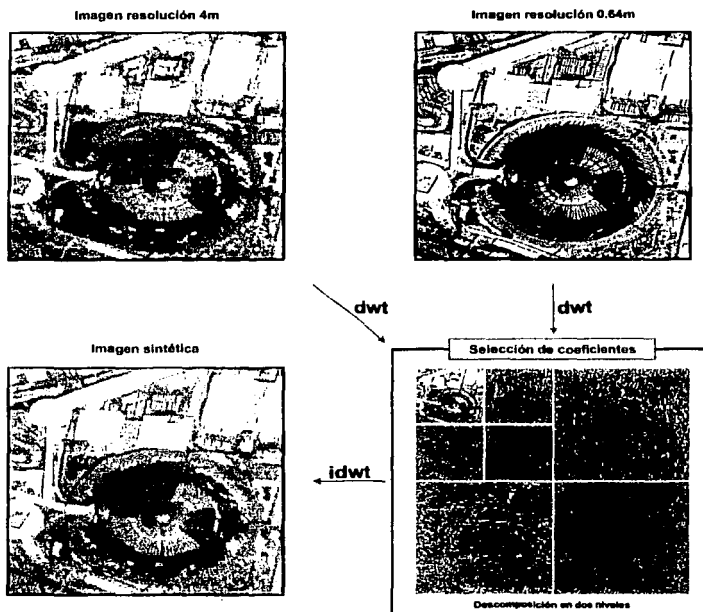 Imagen resolución 4m
Imagen resolución 0.64m
dwt
dwt
Imagen sintética
Selección de coeficientes
idwt
Descomposición en dos niveles